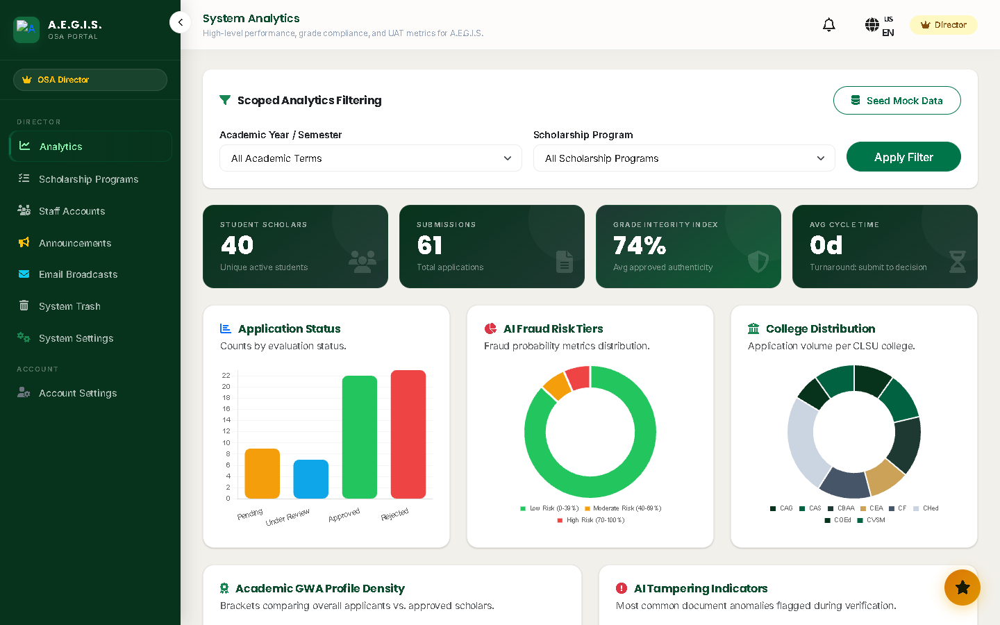 A.E.G.I.S.
OSA PORTAL
OSA Director
DIRECTOR
Analytics
Scholarship Programs
Staff Accounts
Announcements
Email Broadcasts
System Trash
System Settings
ACCOUNT
Account Settings
System Analytics
High-level performance, grade compliance, and UAT metrics for A.E.G.I.S.
US
EN
Director
Scoped Analytics Filtering
Seed Mock Data
Academic Year / Semester
Scholarship Program
All Academic Terms
All Scholarship Programs
Apply Filter
STUDENT SCHOLARS
40
Unique active students
SUBMISSIONS
61
Total applications
GRADE INTEGRITY INDEX
74%
Avg approved authenticity
AVG CYCLE TIME
0d
Turnaround: submit to decision
Application Status
Counts by evaluation status.
22
20
18
16
14
12
10
8
6
4
2
0
Pending
Under Review
Approved
Rejected
AI Fraud Risk Tiers
Fraud probability metrics distribution.
Low Risk (0-39%)
Moderate Risk (40-69%)
High Risk (70-100%)
College Distribution
Application volume per CLSU college.
CAG
CAS
CBAA
CEA
CF
CHed
COEd
CVSM
Academic GWA Profile Density
Brackets comparing overall applicants vs. approved scholars.
AI Tampering Indicators
Most common document anomalies flagged during verification.